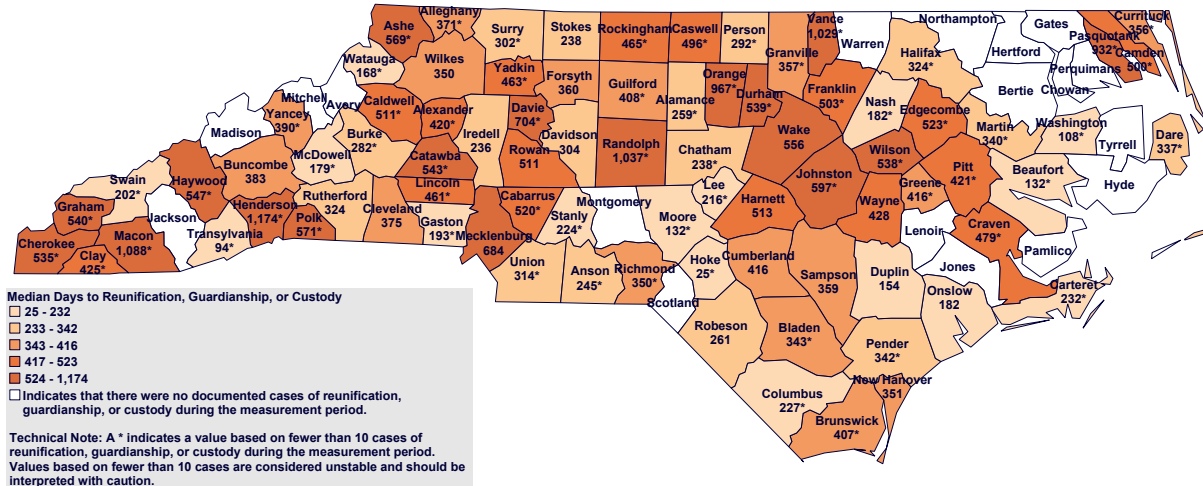 Ashe
569*
Alleghany
371*
Surry
302*
Stokes
238
Rockingham
465*
Caswell
496*
Person
292*
Granville
357*
Vance
1,029*
Warren
Northampton
Halifax
324*
Hertford
Gates
Pasquotank
932*
Currituck
356*
Camden
500*
Perquimans
Chowan
Bertie
Watauga
168*
Wilkes
350
Yadkin
463*
Forsyth
360
Guilford
408*
Alamance
259*
Orange
967*
Durham
539*
Franklin
503*
Nash
182*
Edgecombe
523*
Martin
340*
Washington
108*
Tyrrell
Dare
337*
Mitchell
Avery
Yancey
390*
Madison
Caldwell
511*
Alexander
420*
Davie
704*
Iredell
236
Davidson
304
Randolph
1,037*
Chatham
238*
Wake
556
Wilson
538*
Pitt
421*
Beaufort
132*
Hyde
Burke
282*
McDowell
179*
Buncombe
383
Catawba
543*
Rowan
511
Johnston
597*
Greene
416*
Wayne
428
Lenoir
Craven
479*
Pamlico
Swain
202*
Haywood
547*
Henderson
1,174*
Rutherford
324
Polk
571*
Cleveland
375
Lincoln
461*
Gaston
193*
Mecklenburg
684
Cabarrus
520*
Stanly
224*
Montgomery
Moore
132*
Lee
216*
Harnett
513
Graham
540*
Jackson
Transylvania
94*
Cherokee
535*
Clay
425*
Macon
1,088*
Union
314*
Anson
245*
Richmond
350*
Scotland
Hoke
25*
Cumberland
416
Sampson
359
Duplin
154
Jones
Onslow
182
Carteret
232*
Robeson
261
Bladen
343*
Pender
342*
New Hanover
351
Columbus
227*
Brunswick
407*
Median Days to Reunification, Guardianship, or Custody
25 - 232
233 - 342
343 - 416
417 - 523
524 - 1,174
Indicates that there were no documented cases of reunification,
guardianship, or custody during the measurement period.
Technical Note: A * indicates a value based on fewer than 10 cases of
reunification, guardianship, or custody during the measurement period.
Values based on fewer than 10 cases are considered unstable and should be
interpreted with caution.